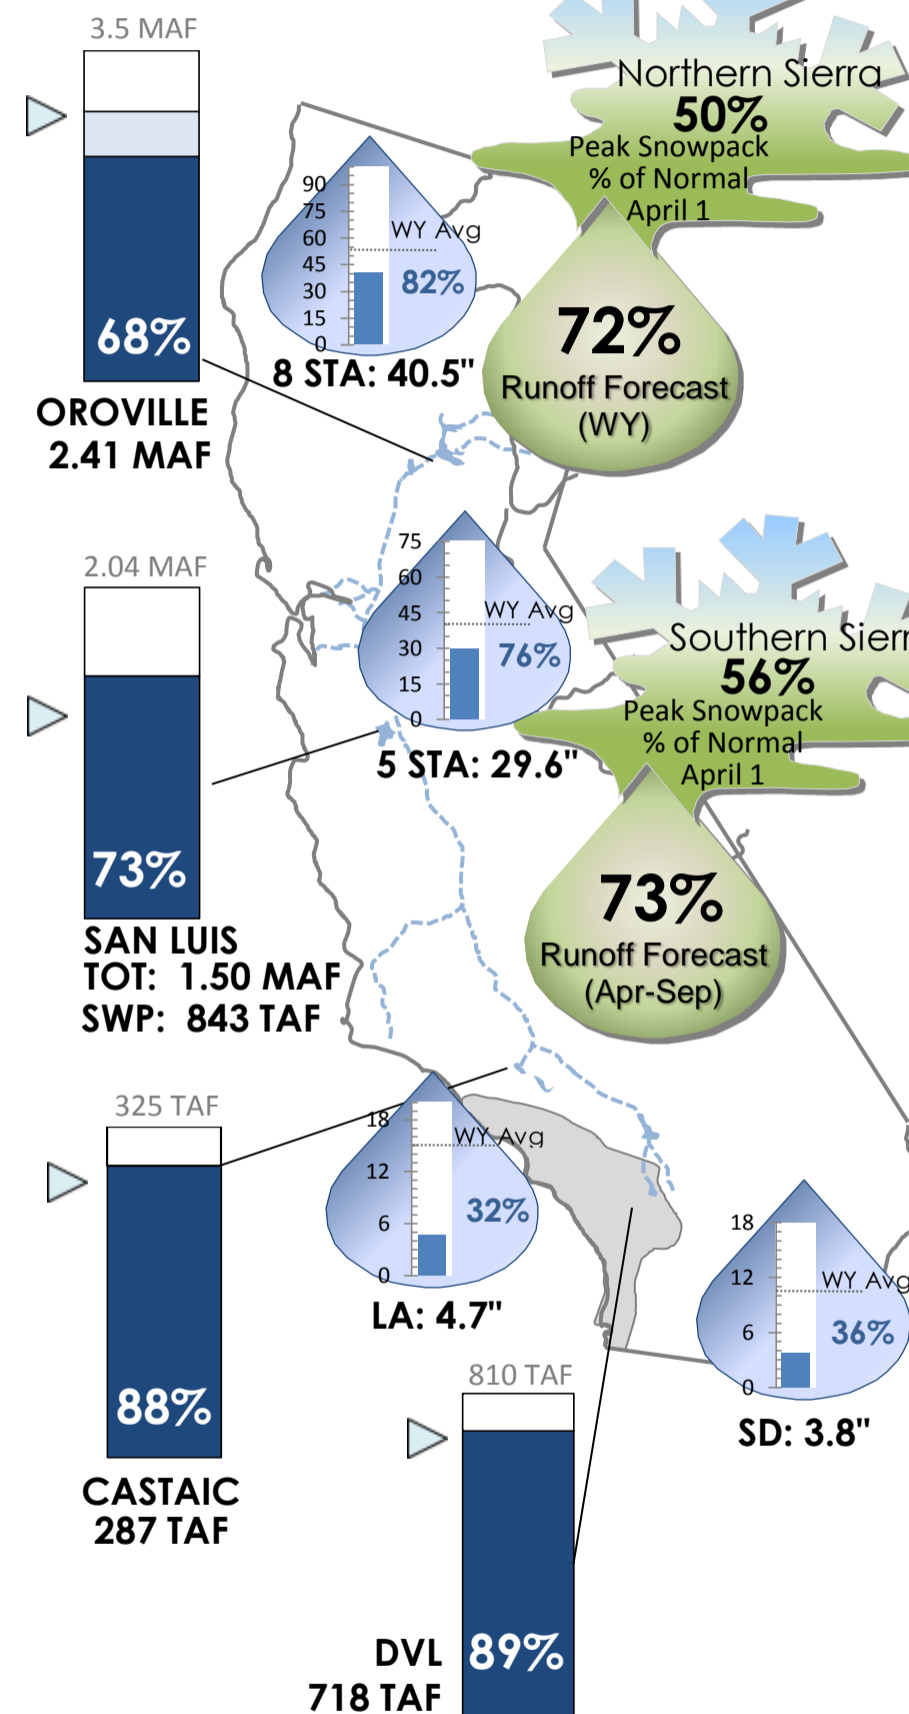 3.5 MAF
68%
OROVILLE
2.41 MAF
90
75
60
45
30
15
0
WY Avg
82%
8 STA: 40.5"
Northern Sierra
50%
Peak Snowpack
% of Normal
April 1
72%
Runoff Forecast
(WY)
2.04 MAF
73%
SAN LUIS
TOT: 1.50 MAF
SWP: 843 TAF
75
60
45
30
15
0
WY Avg
76%
5 STA: 29.6"
Southern Sierr
56%
Peak Snowpack
% of Normal
April 1
73%
Runoff Forecast
(Apr-Sep)
325 TAF
88%
CASTAIC
287 TAF
18
12
6
0
WY Avg
32%
LA: 4.7"
18
12
6
0
WY Avg
36%
SD: 3.8"
810 TAF
89%
DVL
718 TAF